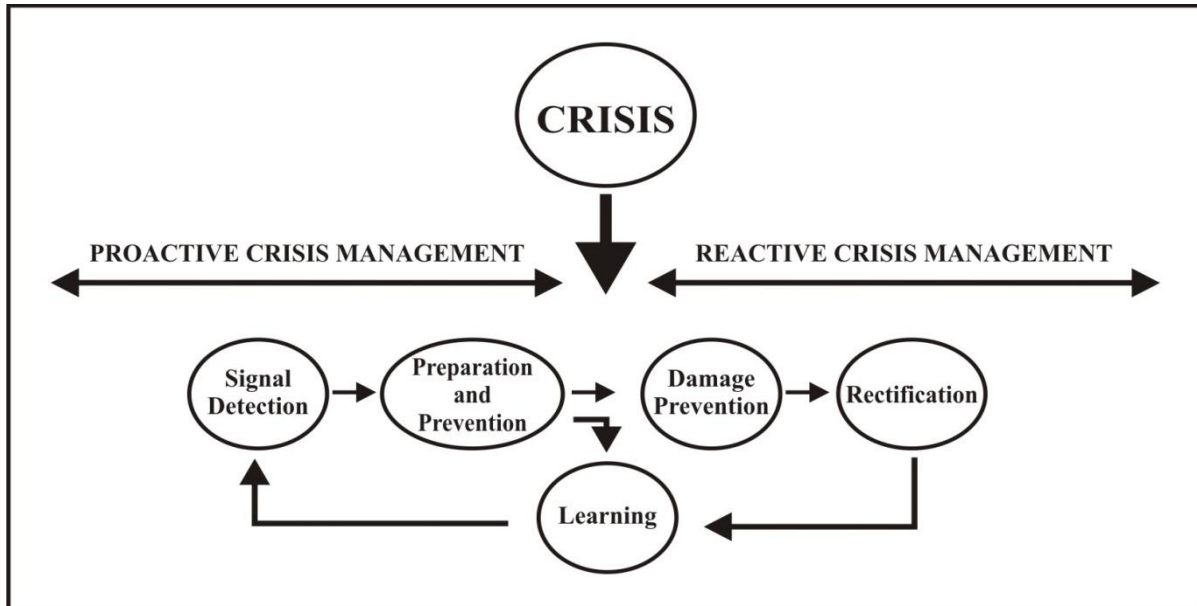 CRISIS
PROACTIVE CRISIS MANAGEMENT
REACTIVE CRISIS MANAGEMENT
Signal
Detection
Preparation
and
Prevention
Damage
Prevention
Rectification
Learning